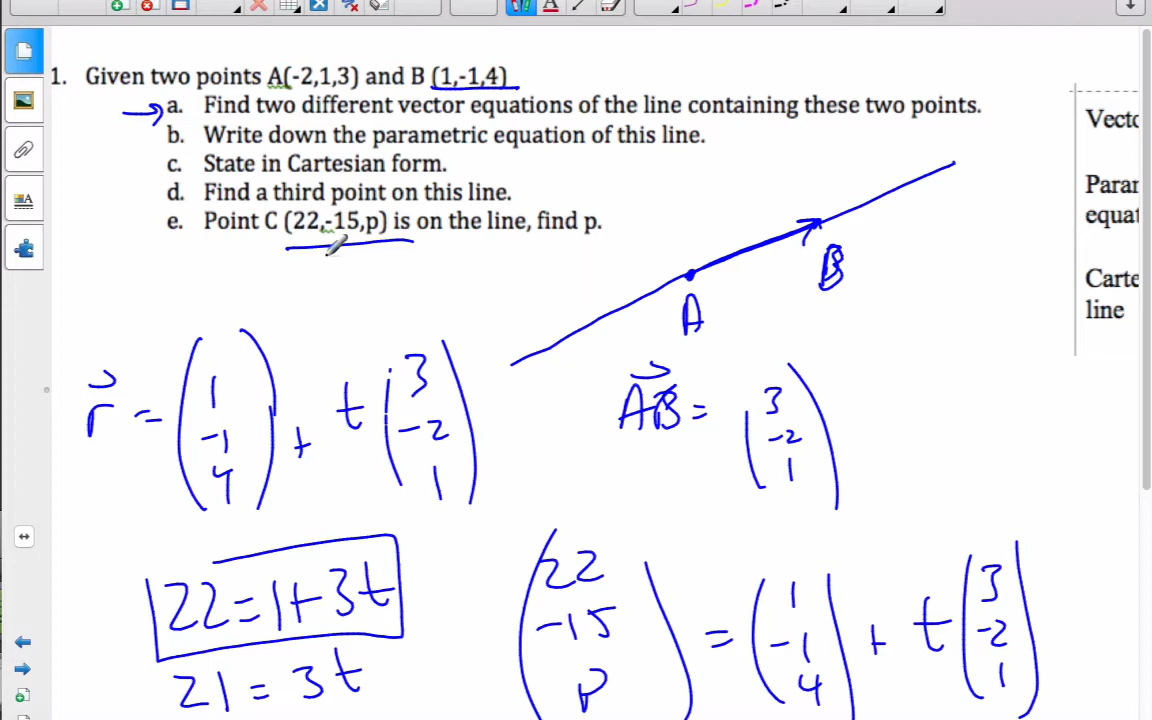 1. Given two points A(-2,1,3) and B (1,-1,4)
a. Find two different vector equations of the line containing these two points.
b. Write down the parametric equation of this line.
c. State in Cartesian form.
d. Find a third point on this line.
e. Point C (22,-15,p) is on the line, find p.
Vecto
Parar
equat
Carte
line
A
B
r = (1 -1 4) + t (3 -2 1)
AB = (3 -2 1)
22 = 1 + 3t
21 = 3t
(22 -15 p) = (1 -1 4) + t (3 -2 1)